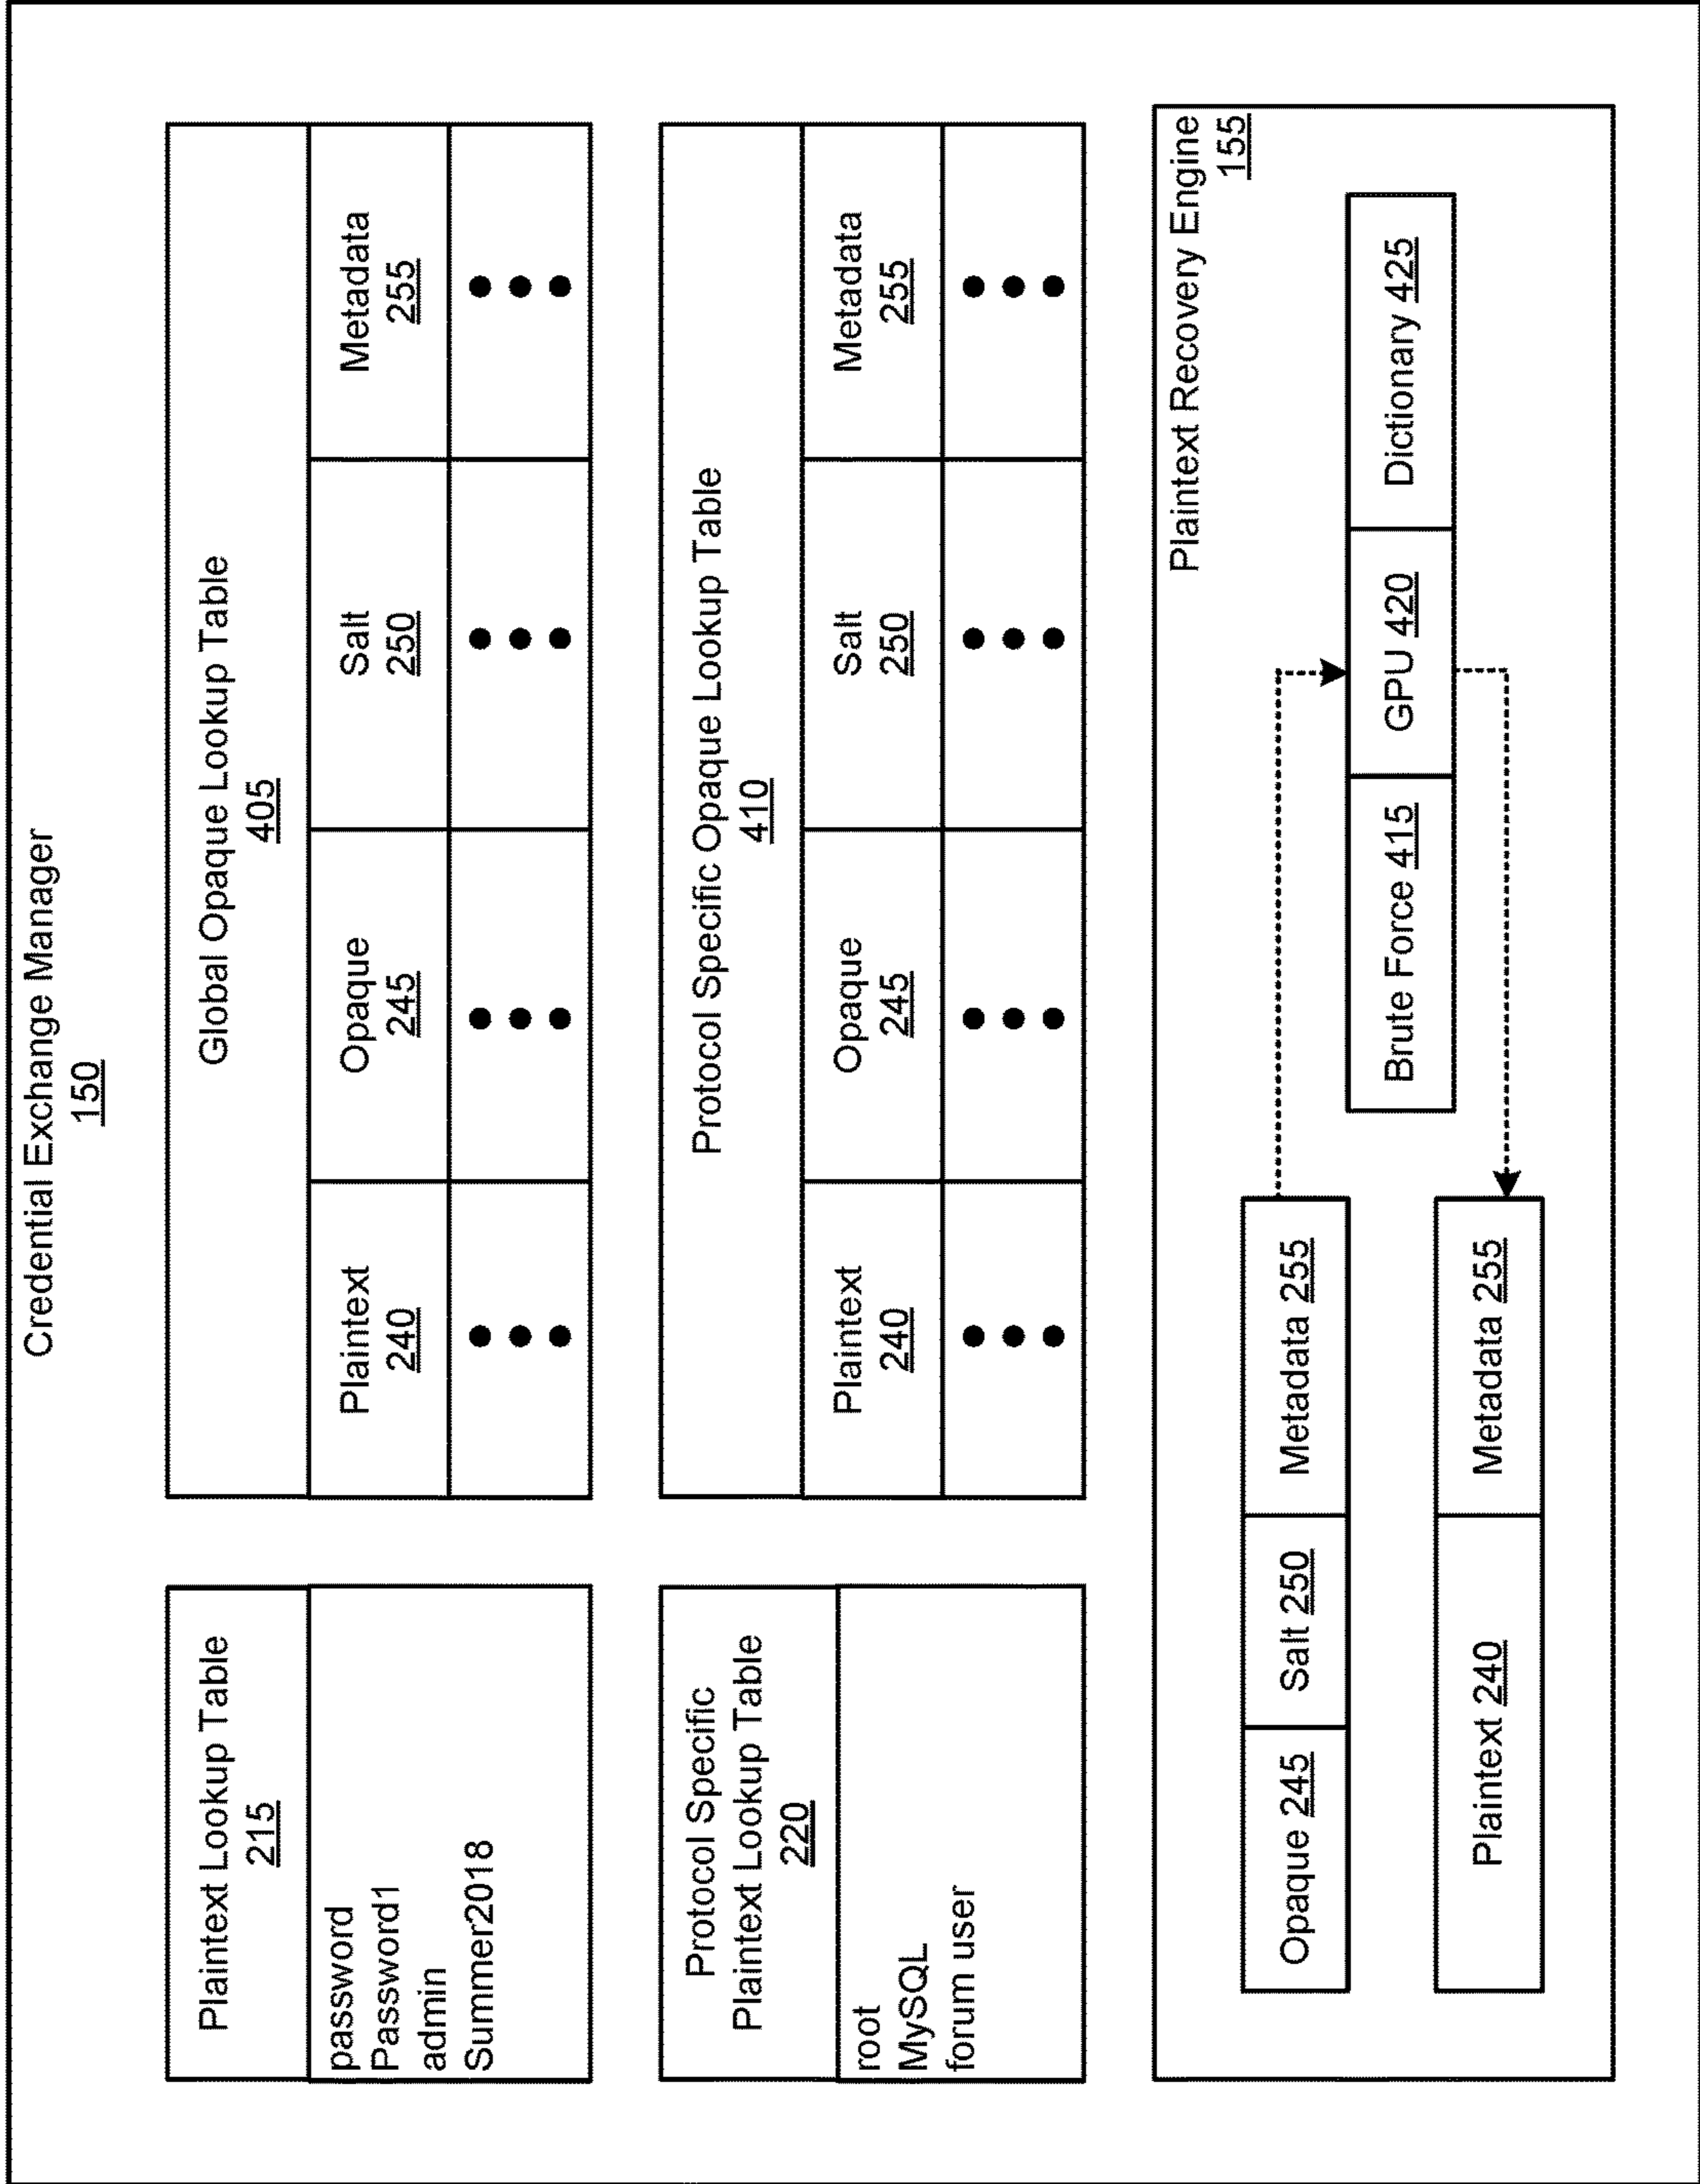 Credential Exchange Manager
150
Plaintext Lookup Table
215
password
Password1
admin
Summer2018
Global Opaque Lookup Table
405
Plaintext
240
Opaque
245
Salt
250
Metadata
255
Protocol Specific
Plaintext Lookup Table
220
root
MySQL
forum user
Protocol Specific Opaque Lookup Table
410
Plaintext
240
Opaque
245
Salt
250
Metadata
255
Plaintext Recovery Engine
155
Opaque 245
Salt 250
Metadata 255
Brute Force 415
GPU 420
Dictionary 425
Plaintext 240
Metadata 255